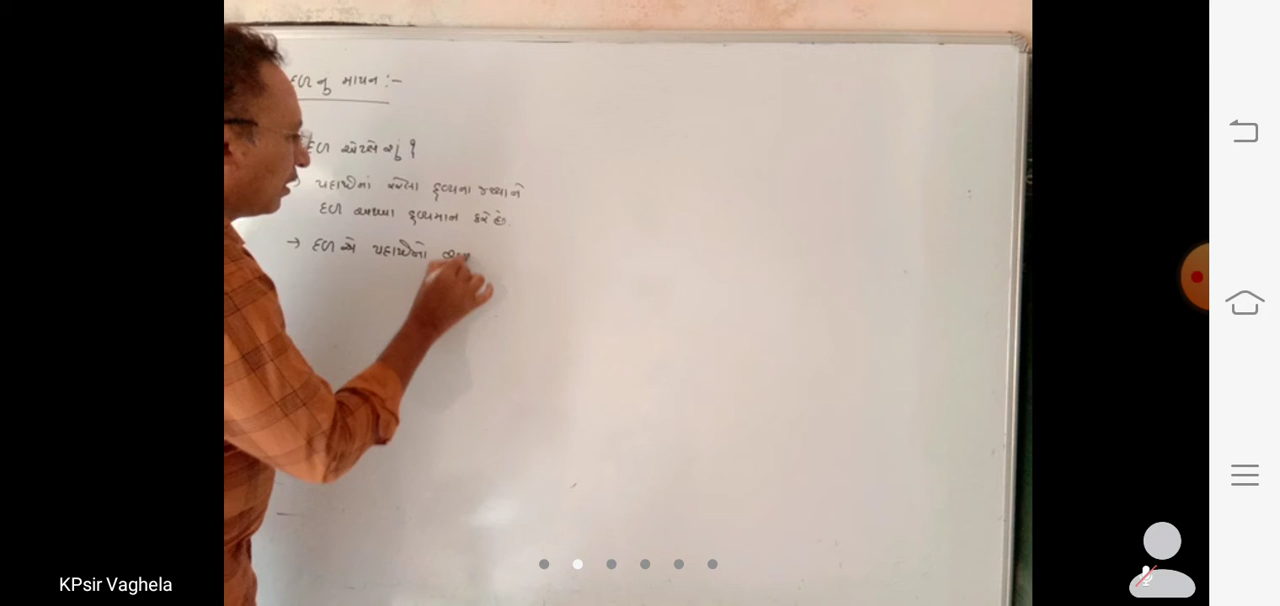 દળનું માપન :-
દળ એટલે શું ?
→ પદાર્થમાં રહેલા દ્રવ્યના જથ્થાને
દળ અથવા દ્રવ્યમાન કહે છે.
→ દળ એ પદાર્થનો
KPsir Vaghela